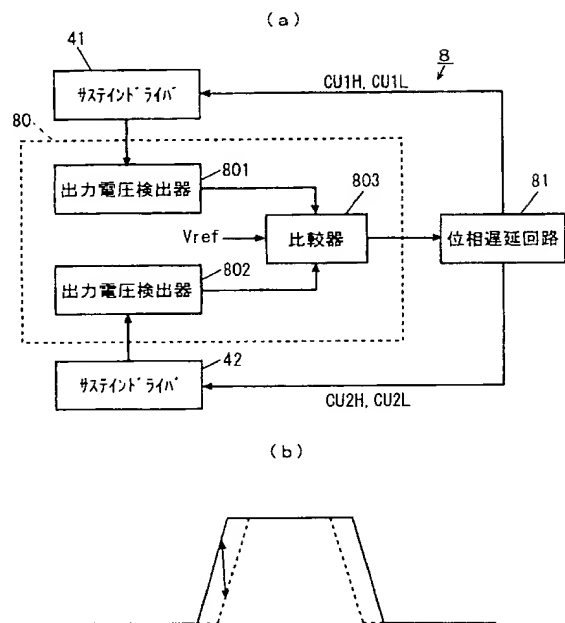 (a)
41
8
サステインドライバ
CU1H, CU1L
80
801
出力電圧検出器
803
81
Vref
比較器
位相遅延回路
802
出力電圧検出器
42
サステインドライバ
CU2H, CU2L
(b)